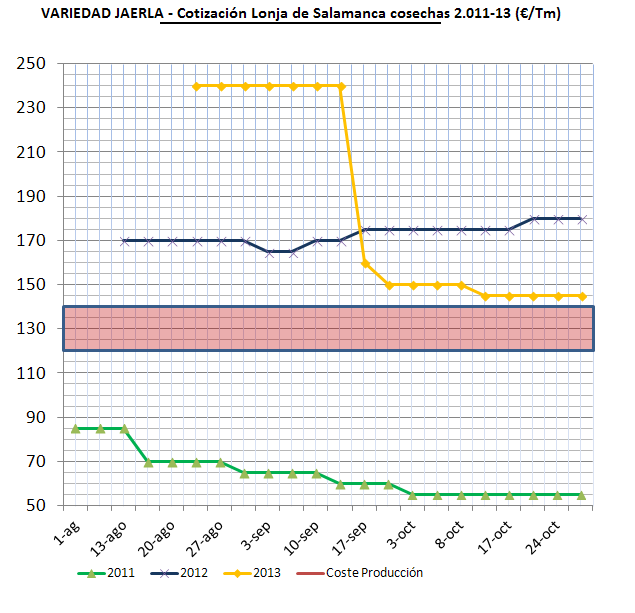 VARIEDAD JAERLA - Cotización Lonja de Salamanca cosechas 2.011-13 (€/Tm)
250
230
210
190
170
150
130
110
90
70
50
1-ag
13-ago
20-ago
27-ago
3-sep
10-sep
17-sep
3-oct
8-oct
17-oct
24-oct
2011 2012 2013 Coste Producción